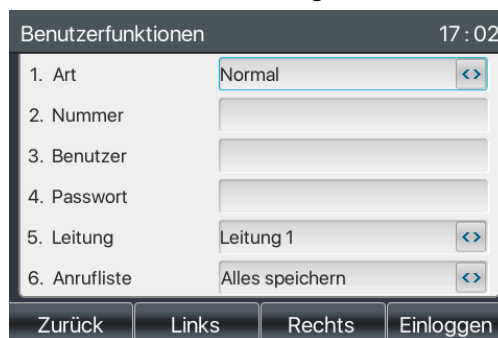 Benutzerfunktionen 17:02
1. Art Normal <>
2. Nummer
3. Benutzer
4. Passwort
5. Leitung Leitung 1 <>
6. Anrufliste Alles speichern <>
Zurück Links Rechts Einloggen